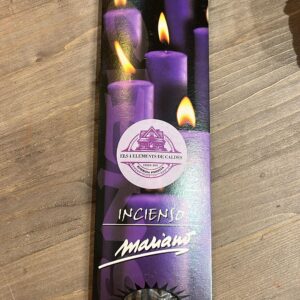 ELS 4 ELEMENTS DE CALDES
INCIENSO
mariano